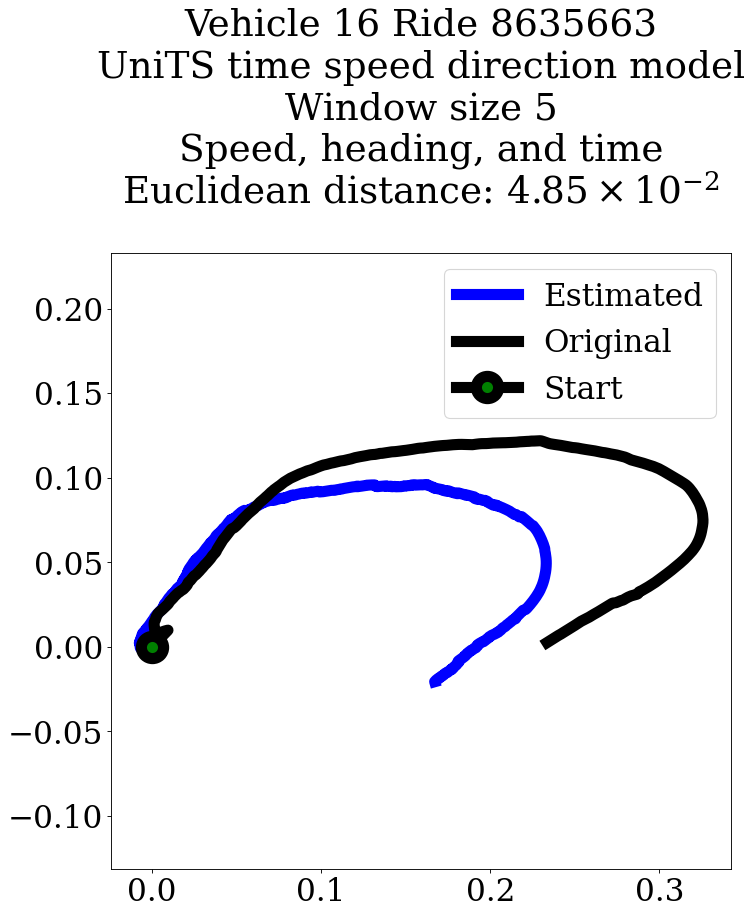 Vehicle 16 Ride 8635663
UniTS time speed direction model
Window size 5
Speed, heading, and time
Euclidean distance: 4.85 × 10⁻²
Estimated
Original
Start
0.20
0.15
0.10
0.05
0.00
−0.05
−0.10
0.0 0.1 0.2 0.3